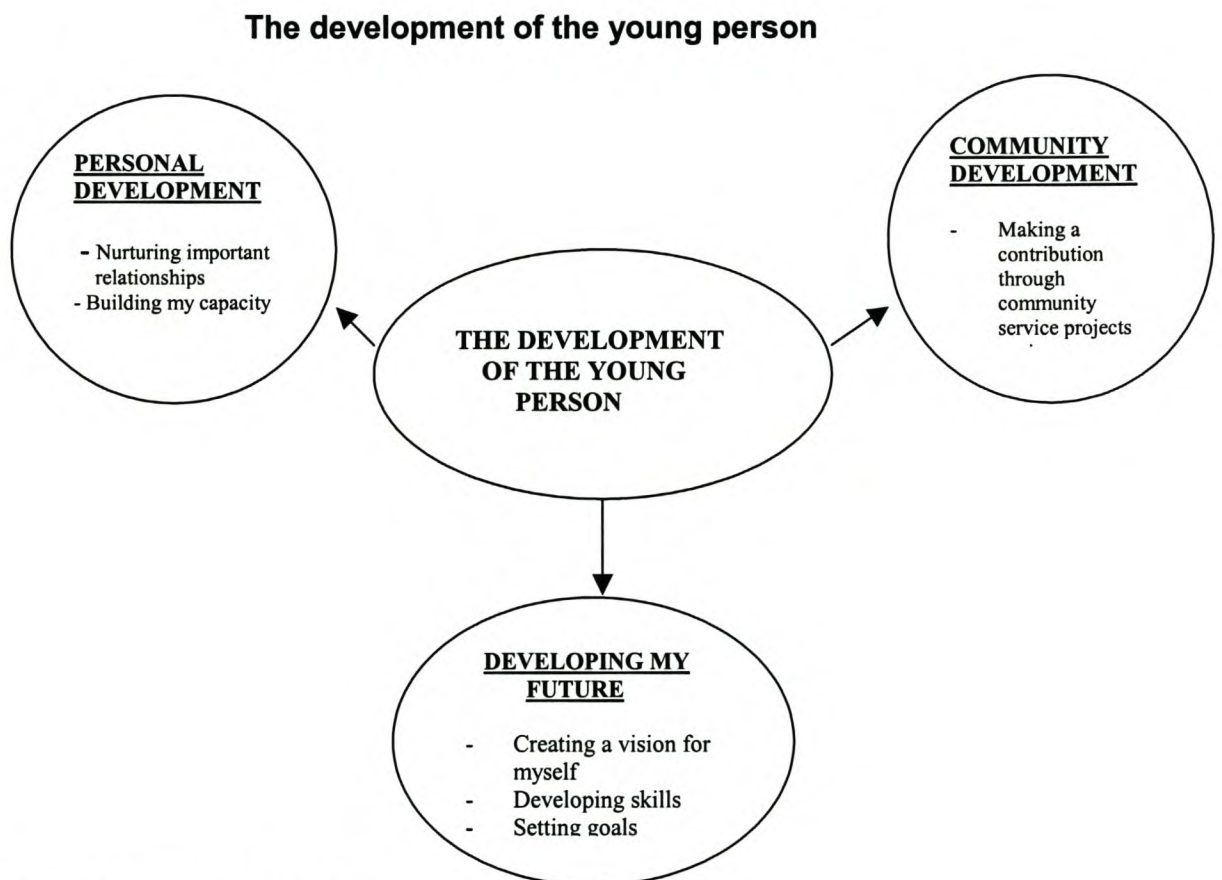 The development of the young person
PERSONAL
DEVELOPMENT
- Nurturing important
relationships
- Building my capacity
COMMUNITY
DEVELOPMENT
- Making a
contribution
through
community
service projects
THE DEVELOPMENT
OF THE YOUNG
PERSON
DEVELOPING MY
FUTURE
- Creating a vision for
myself
- Developing skills
- Setting goals